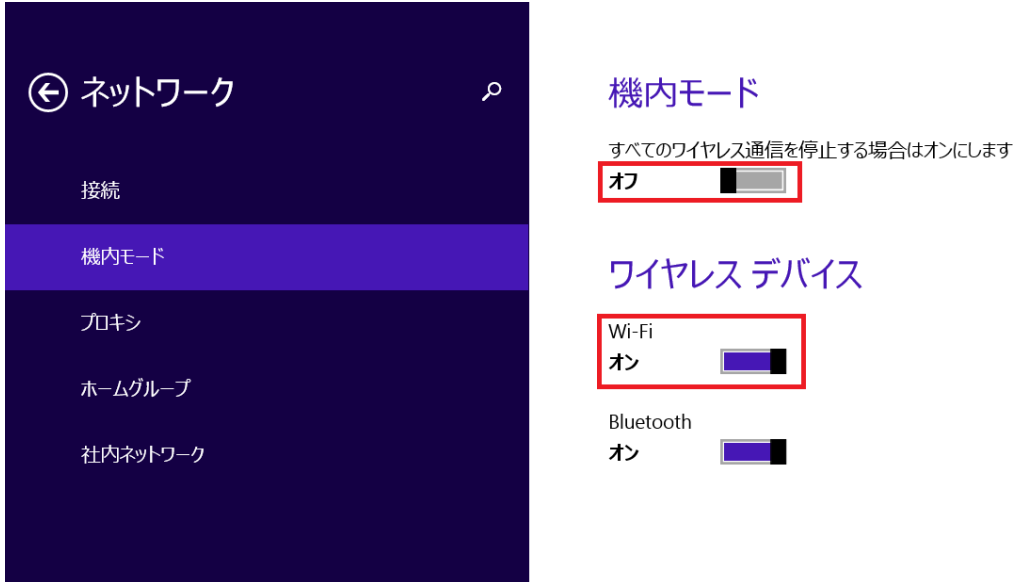 ネットワーク
接続
機内モード
プロキシ
ホームグループ
社内ネットワーク
機内モード
すべてのワイヤレス通信を停止する場合はオンにします
オフ
ワイヤレス デバイス
Wi-Fi
オン
Bluetooth
オン